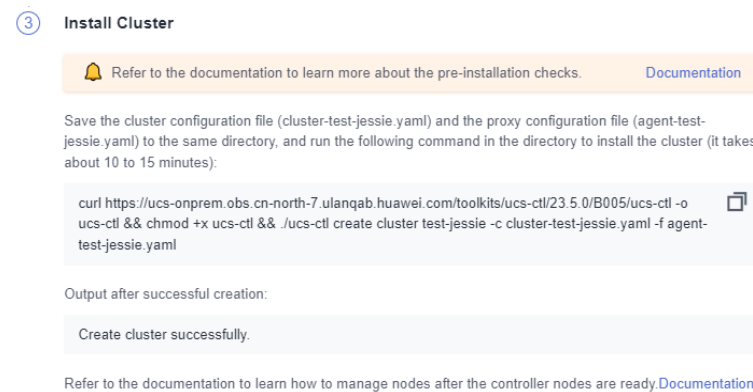 3 Install Cluster
Refer to the documentation to learn more about the pre-installation checks. Documentation
Save the cluster configuration file (cluster-test-jessie.yaml) and the proxy configuration file (agent-test-
jessie.yaml) to the same directory, and run the following command in the directory to install the cluster (it takes
about 10 to 15 minutes):
curl https://ucs-onprem.obs.cn-north-7.ulanqab.huawei.com/toolkits/ucs-ctl/23.5.0/B005/ucs-ctl -o
ucs-ctl && chmod +x ucs-ctl && ./ucs-ctl create cluster test-jessie -c cluster-test-jessie.yaml -f agent-
test-jessie.yaml
Output after successful creation:
Create cluster successfully.
Refer to the documentation to learn how to manage nodes after the controller nodes are ready.Documentation